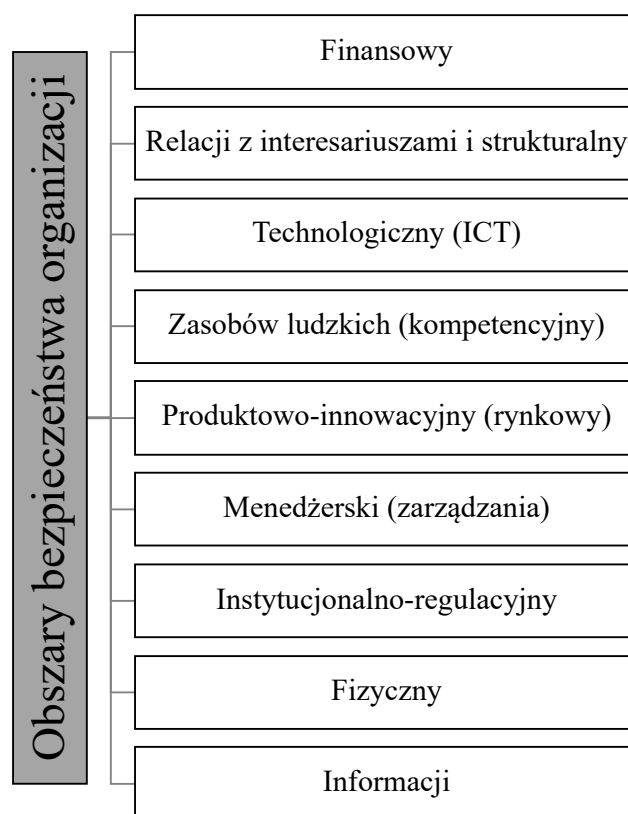 Obszary bezpieczeństwa organizacji
Finansowy
Relacji z interesariuszami i strukturalny
Technologiczny (ICT)
Zasobów ludzkich (kompetencyjny)
Produktowo-innowacyjny (rynkowy)
Menedżerski (zarządzania)
Instytucjonalno-regulacyjny
Fizyczny
Informacji